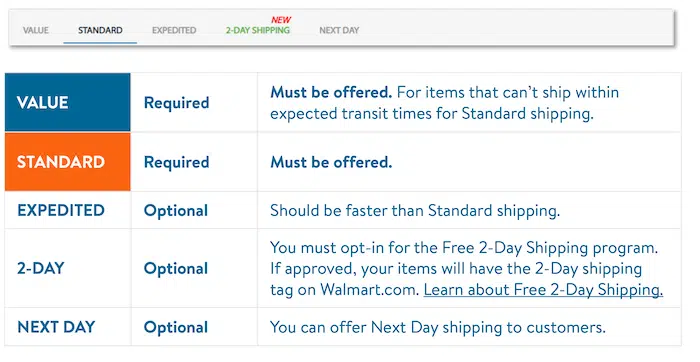 NEW
VALUE STANDARD EXPEDITED 2-DAY SHIPPING NEXT DAY
VALUE Required Must be offered. For items that can’t ship within
expected transit times for Standard shipping.
STANDARD Required Must be offered.
EXPEDITED Optional Should be faster than Standard shipping.
You must opt-in for the Free 2-Day Shipping program.
2-DAY Optional If approved, your items will have the 2-Day shipping
tag on Walmart.com. Learn about Free 2-Day Shipping.
NEXT DAY Optional You can offer Next Day shipping to customers.